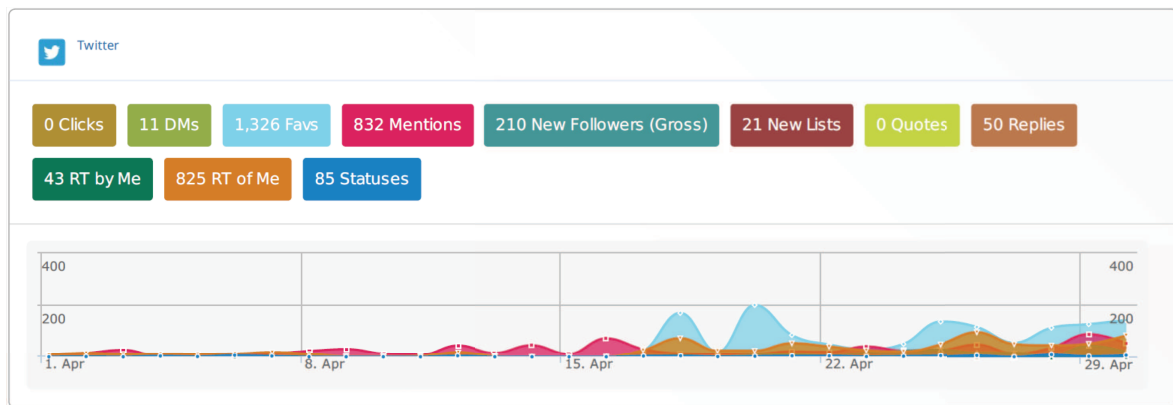 Twitter
0 Clicks 11 DMs 1,326 Favs 832 Mentions 210 New Followers (Gross) 21 New Lists 0 Quotes 50 Replies
43 RT by Me 825 RT of Me 85 Statuses
400 400
200 200
1. Apr 8. Apr 15. Apr 22. Apr 29. Apr